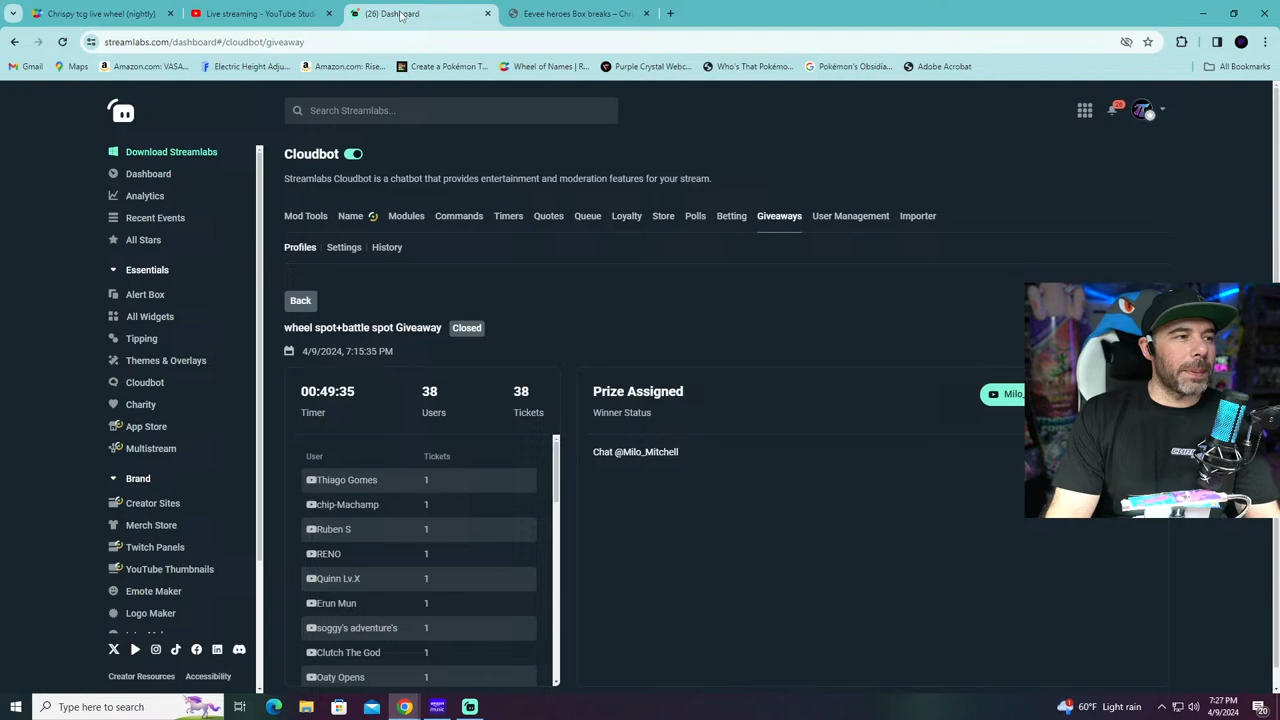 Chrispy tcg live wheel (nightly)
Live streaming - YouTube Studi
(26) Dashboard
Eevee heroes Box breaks – Chri
streamlabs.com/dashboard#/cloudbot/giveaway
Gmail
Maps
Amazon.com: VASA...
Electric Height Adju...
Amazon.com: Rise...
Create a Pokémon T...
Wheel of Names | R...
Purple Crystal Webc...
Who's That Pokémo...
Pokémon's Obsidia...
Adobe Acrobat
All Bookmarks
Search Streamlabs...
26
Download Streamlabs
Dashboard
Analytics
Recent Events
All Stars
Essentials
Alert Box
All Widgets
Tipping
Themes & Overlays
Cloudbot
Charity
App Store
Multistream
Brand
Creator Sites
Merch Store
Twitch Panels
YouTube Thumbnails
Emote Maker
Logo Maker
Creator Resources
Accessibility
Cloudbot
Streamlabs Cloudbot is a chatbot that provides entertainment and moderation features for your stream.
Mod Tools
Name
Modules
Commands
Timers
Quotes
Queue
Loyalty
Store
Polls
Betting
Giveaways
User Management
Importer
Profiles
Settings
History
Back
wheel spot+battle spot Giveaway
Closed
4/9/2024, 7:15:35 PM
00:49:35
38
38
Timer
Users
Tickets
User
Tickets
Thiago Gomes
1
chip-Machamp
1
Ruben S
1
RENO
1
Quinn Lv.X
1
Erun Mun
1
soggy's adventure's
1
Clutch The God
1
Oaty Opens
1
Prize Assigned
Winner Status
Milo_
Chat @Milo_Mitchell
Type here to search
amazon music
60°F Light rain
7:27 PM
4/9/2024
20